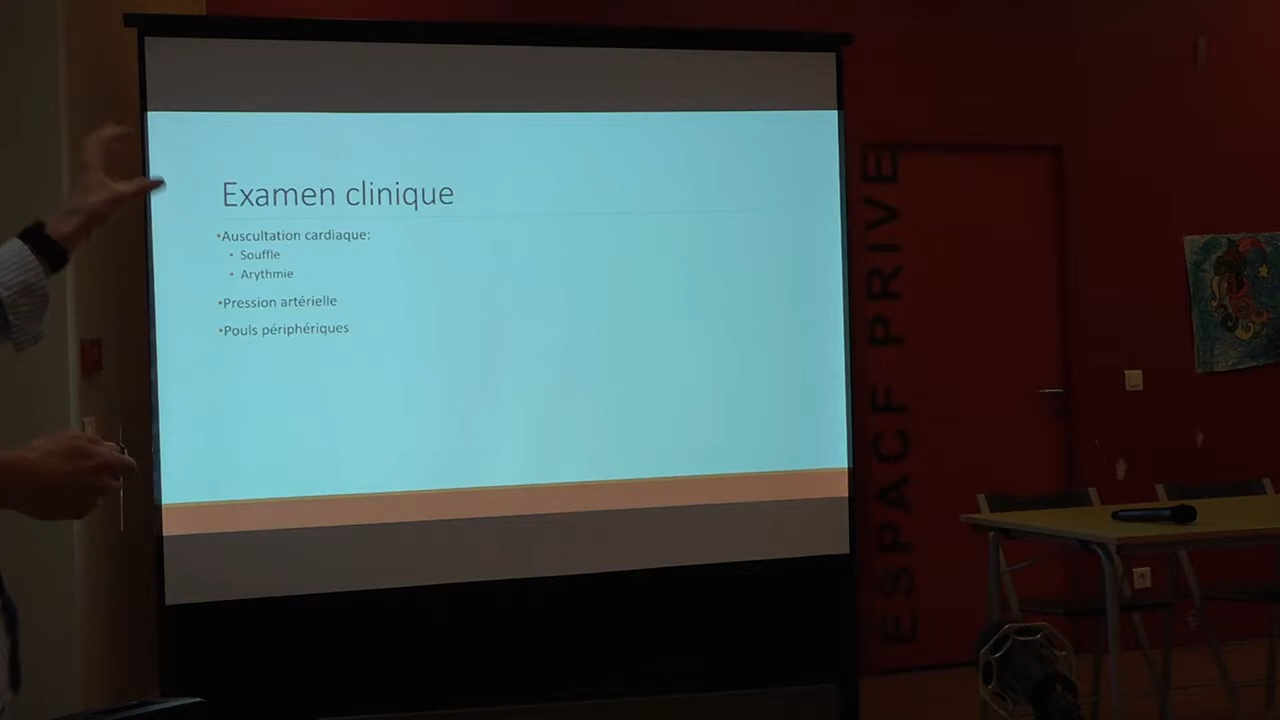 Examen clinique
•Auscultation cardiaque:
• Souffle
• Arythmie
•Pression artérielle
•Pouls périphériques
ESPACE PRIVE